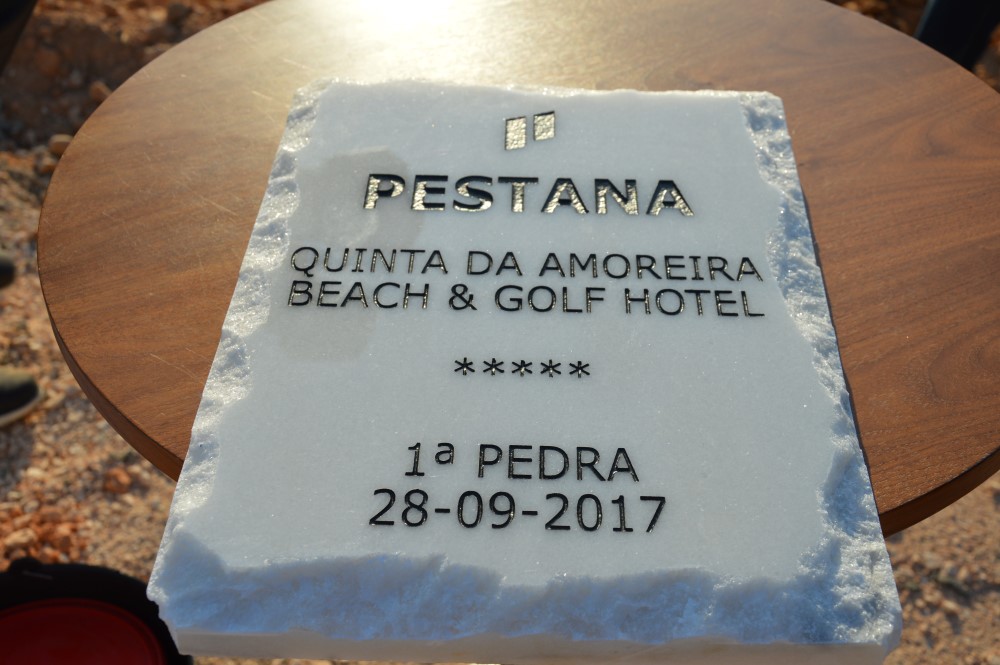 PESTANA
QUINTA DA AMOREIRA
BEACH & GOLF HOTEL
*****
1ª PEDRA
28-09-2017